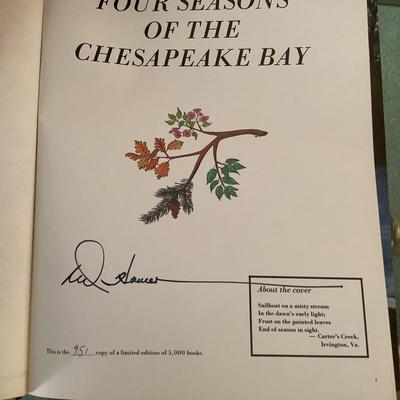 FOUR SEASONS
OF THE
CHESAPEAKE BAY
About the cover
Sailboat on a misty stream
In the dawn's early light;
Frost on the painted leaves
End of season in sight.
— Carter's Creek,
Irvington, Va.
This is the 951 copy of a limited edition of 5,000 books.
1